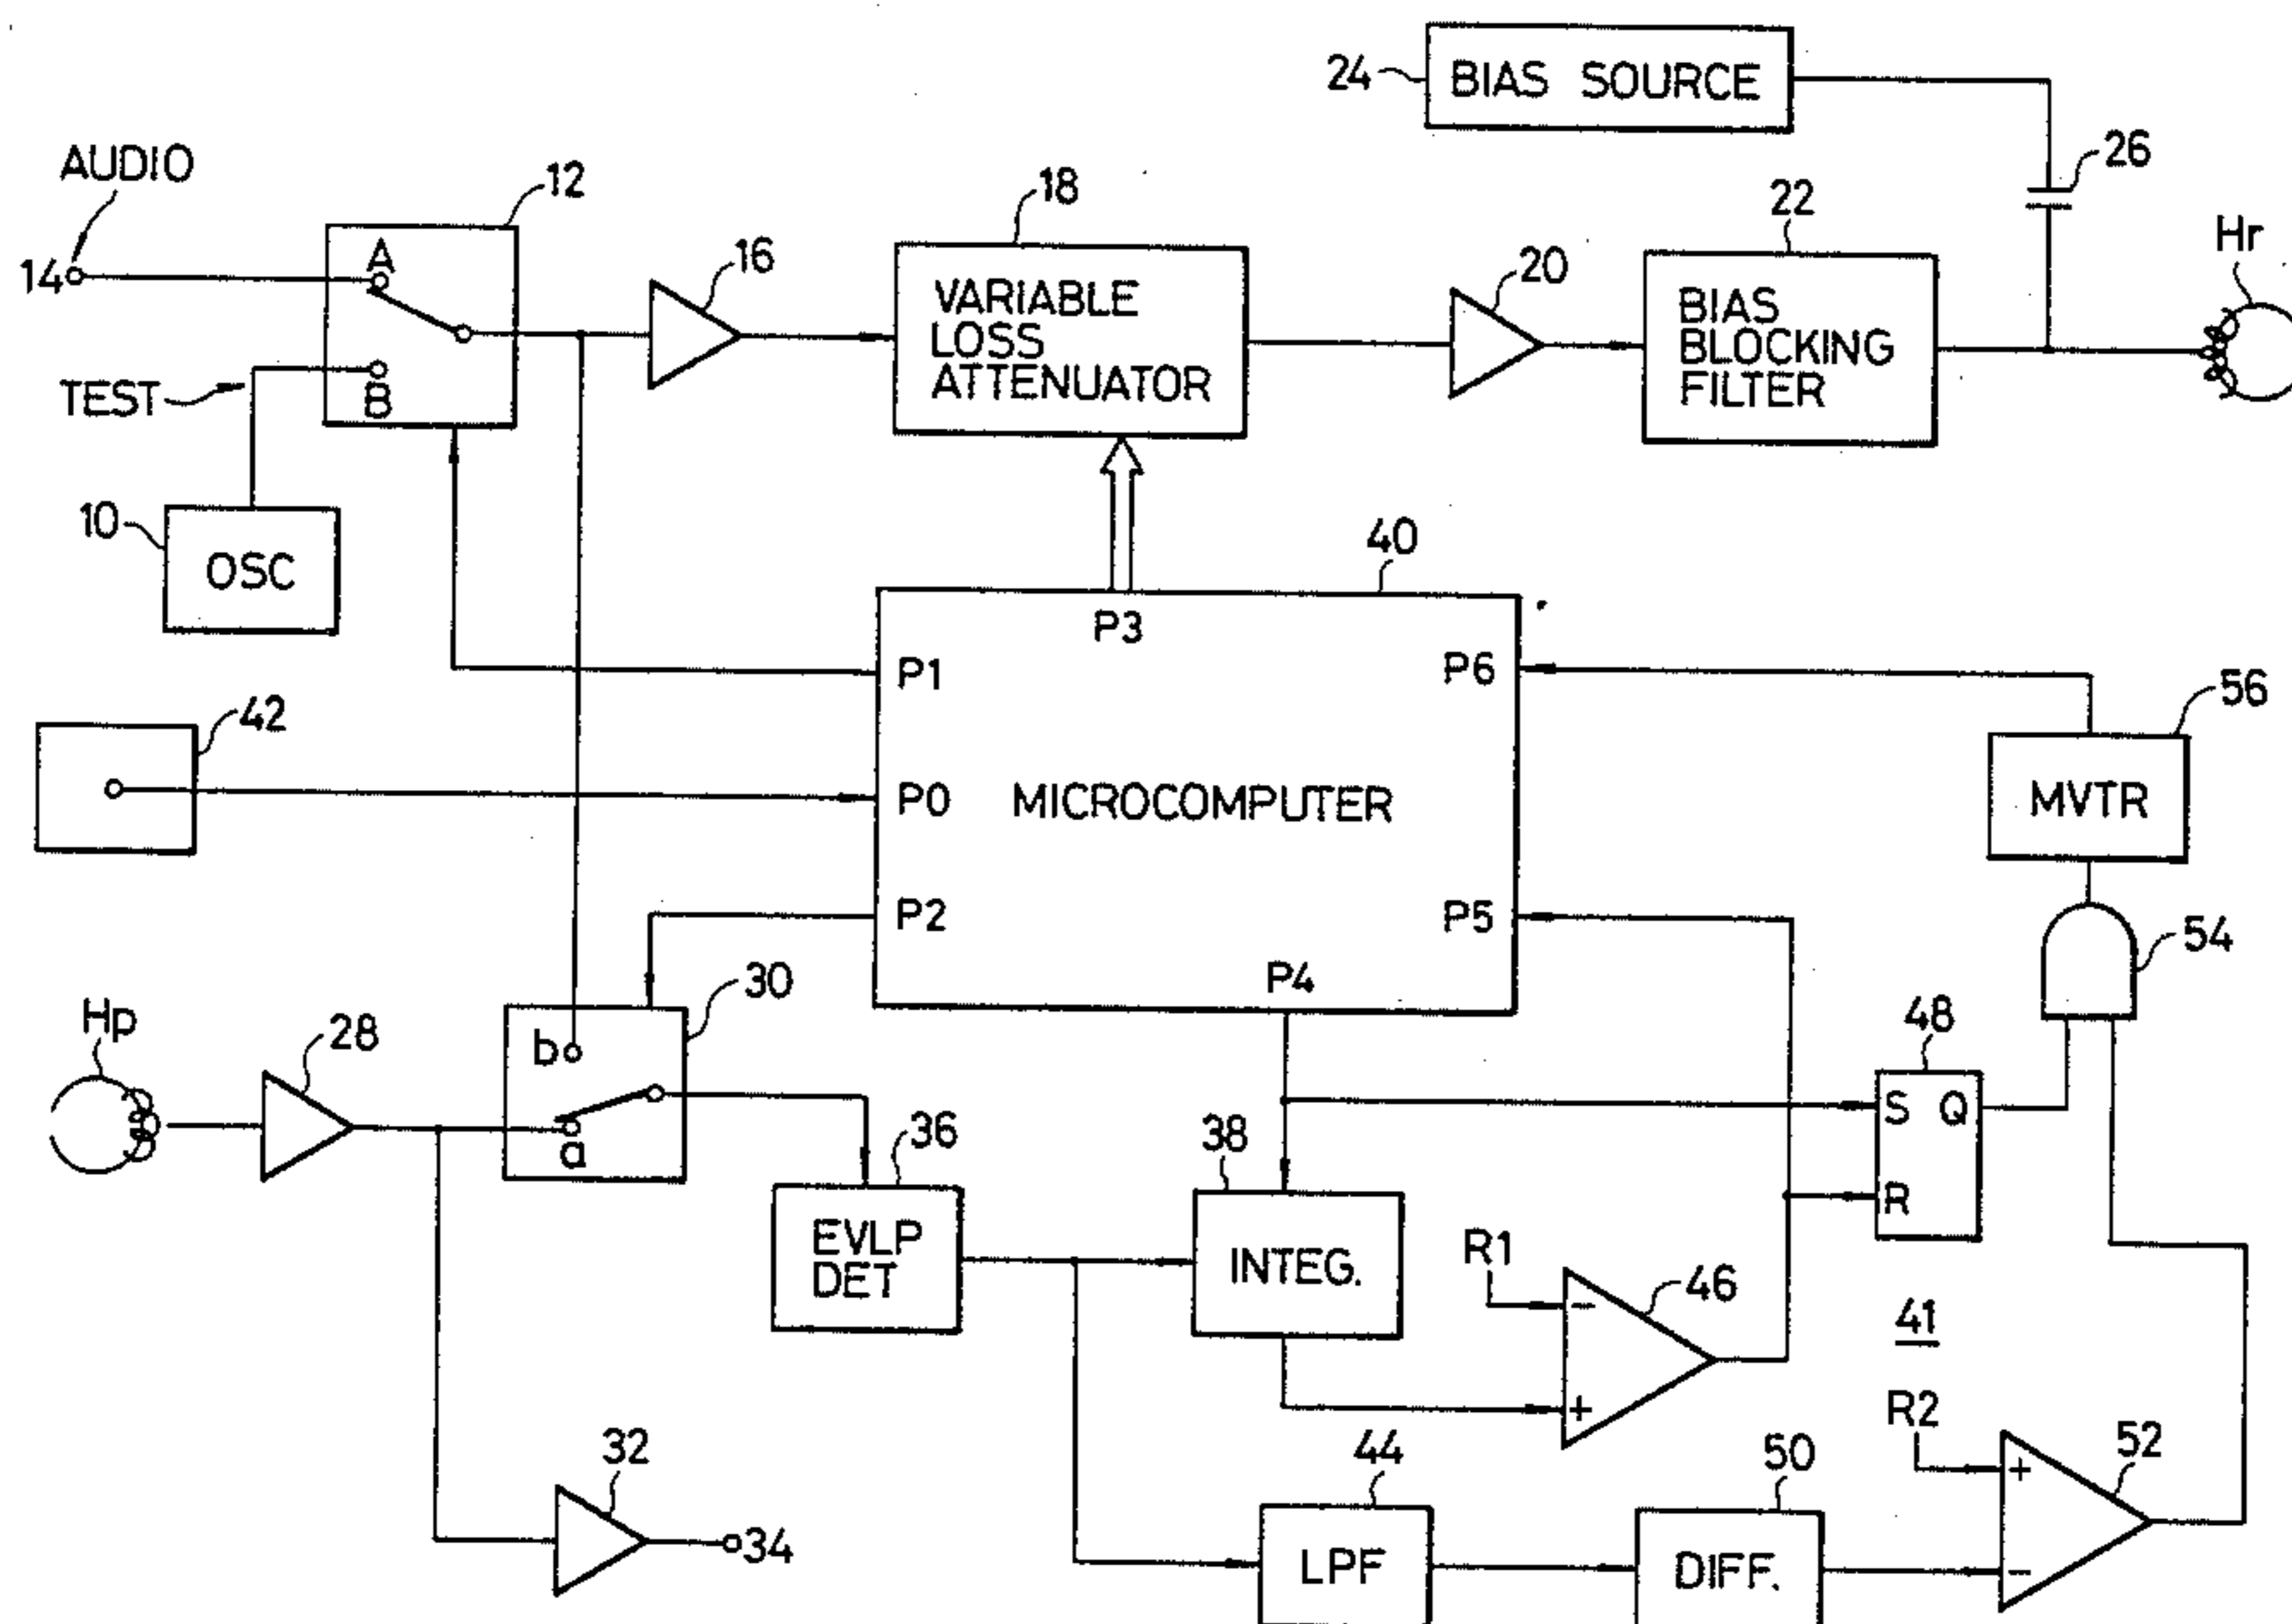 24
BIAS SOURCE
26
AUDIO
12
18
22
Hr
14
A
16
VARIABLE
LOSS
ATTENUATOR
20
BIAS
BLOCKING
FILTER
TEST
B
10
OSC
40
P3
P1
P6
42
56
P0
MICROCOMPUTER
MVTR
P2
P5
54
P4
Hp
28
30
b
a
48
S
Q
R
36
38
EVLP
DET
INTEG.
R1
-
+
46
41
R2
32
34
44
50
+
-
52
LPF
DIFF.